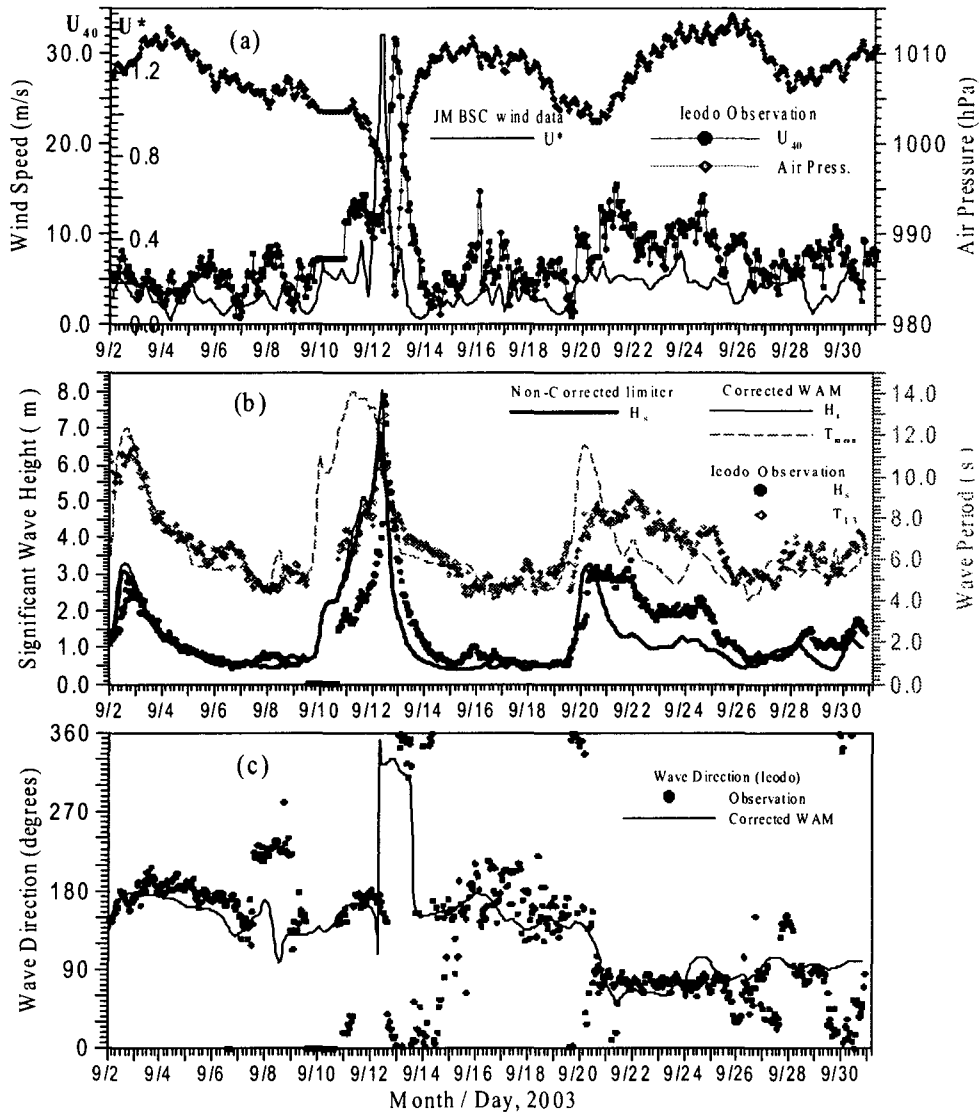 U40 U* (a)
30.0 1.2 1010
JMBSC wind data Ieodo Observation
U* U40
Air Press.
20.0 0.8 1000
10.0 0.4 990
0.0 0.0 980
Wind Speed (m/s)
Air Pressure (hPa)
9/2 9/4 9/6 9/8 9/10 9/12 9/14 9/16 9/18 9/20 9/22 9/24 9/26 9/28 9/30
(b)
Non-Corrected limiter Corrected WAM
Hs Hs
Ieodo Observation
Hs
8.0 7.0 6.0 5.0 4.0 3.0 2.0 1.0 0.0
14.0 12.0 10.0 8.0 6.0 4.0 2.0 0.0
Significant Wave Height ( m )
Wave Period ( s )
9/2 9/4 9/6 9/8 9/10 9/12 9/14 9/16 9/18 9/20 9/22 9/24 9/26 9/28 9/30
(c)
Wave Direction (Ieodo)
Observation
Corrected WAM
360
270
180
90
0
Wave Direction (degrees)
9/2 9/4 9/6 9/8 9/10 9/12 9/14 9/16 9/18 9/20 9/22 9/24 9/26 9/28 9/30
Month / Day, 2003